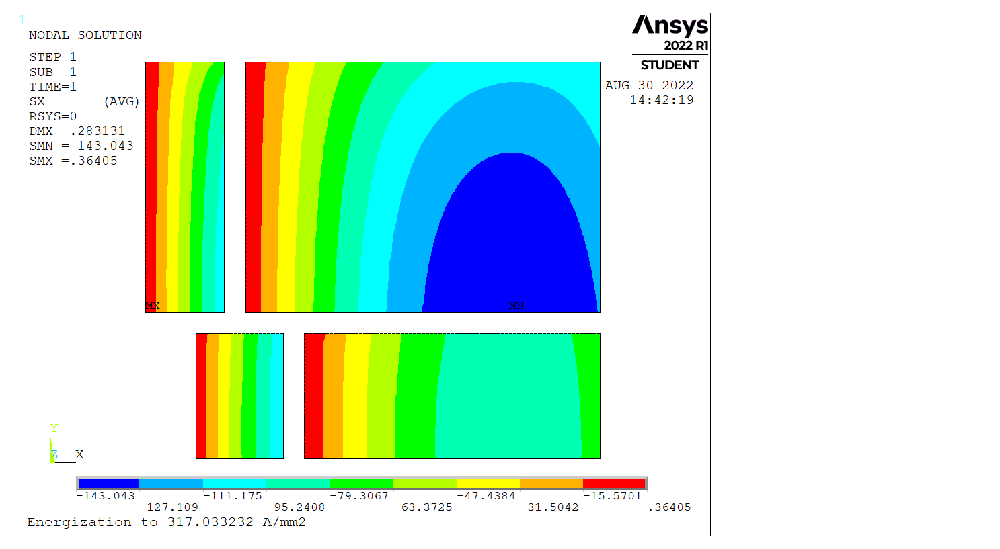 1
NODAL SOLUTION
STEP=1
SUB =1
TIME=1
SX (AVG)
RSYS=0
DMX =.283131
SMN =-143.043
SMX =.36405
Ansys
2022 R1
STUDENT
AUG 30 2022
14:42:19
MX
MN
Y
Z X
-143.043 -111.175 -79.3067 -47.4384 -15.5701
-127.109 -95.2408 -63.3725 -31.5042 .36405
Energization to 317.033232 A/mm2